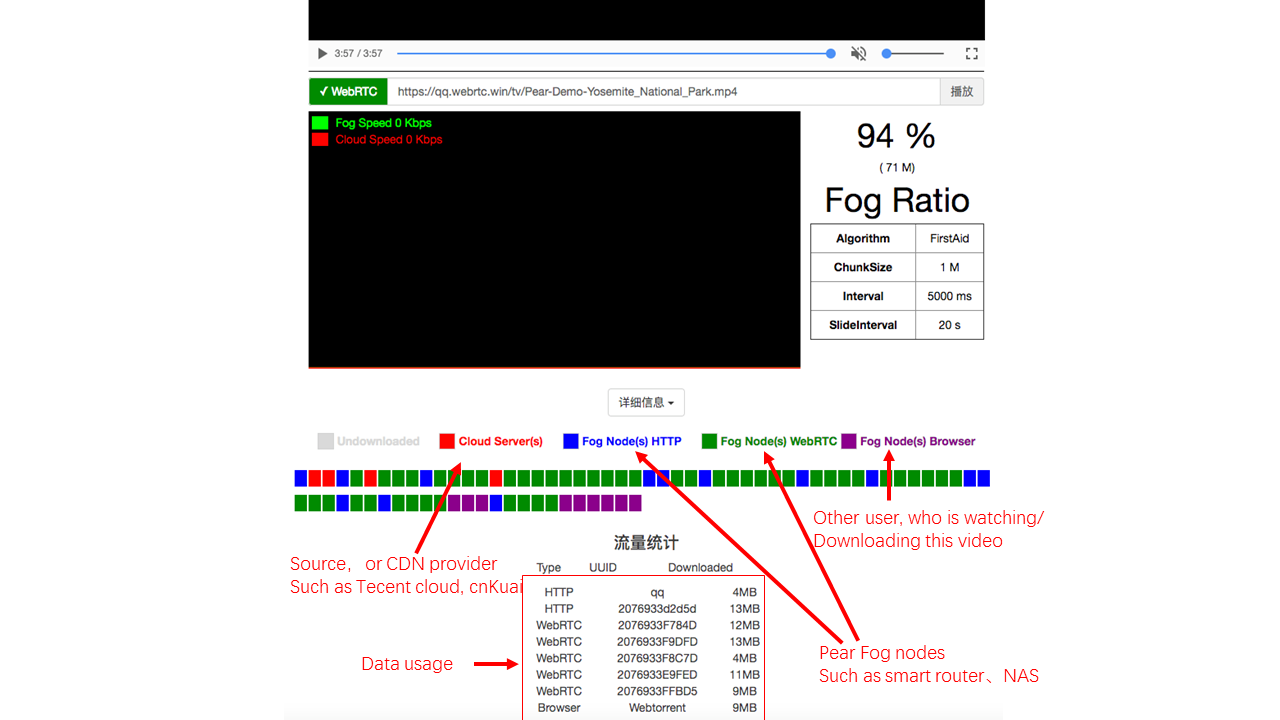 3:57 / 3:57
✓ WebRTC https://qq.webrtc.win/tv/Pear-Demo-Yosemite_National_Park.mp4 播放
Fog Speed 0 Kbps
Cloud Speed 0 Kbps
94 %
( 71 M)
Fog Ratio
Algorithm FirstAid
ChunkSize 1 M
Interval 5000 ms
SlideInterval 20 s
详细信息
Undownloaded Cloud Server(s) Fog Node(s) HTTP Fog Node(s) WebRTC Fog Node(s) Browser
Other user, who is watching/
Downloading this video
Source, or CDN provider
Such as Tecent cloud, cnKuai
流量统计
Type UUID Downloaded
HTTP qq 4MB
HTTP 2076933d2d5d 13MB
WebRTC 2076933F784D 12MB
WebRTC 2076933F9DFD 13MB
WebRTC 2076933F8C7D 4MB
WebRTC 2076933E9FED 11MB
WebRTC 2076933FFBD5 9MB
Browser Webtorrent 9MB
Data usage
Pear Fog nodes
Such as smart router、NAS